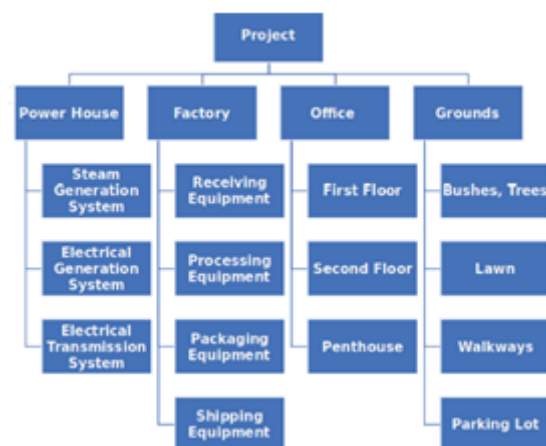 Project
Power House
Factory
Office
Grounds
Steam
Generation
System
Receiving
Equipment
First Floor
Bushes, Trees
Electrical
Generation
System
Processing
Equipment
Second Floor
Lawn
Electrical
Transmission
System
Packaging
Equipment
Penthouse
Walkways
Shipping
Equipment
Parking Lot